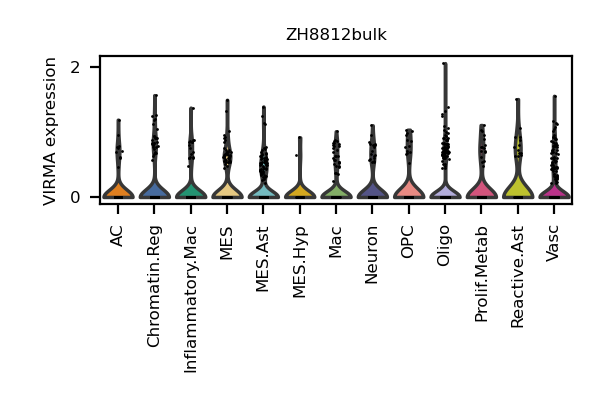 ZH8812bulk
VIRMA expression
2
0
AC
Chromatin.Reg
Inflammatory.Mac
MES
MES.Ast
MES.Hyp
Mac
Neuron
OPC
Oligo
Prolif.Metab
Reactive.Ast
Vasc